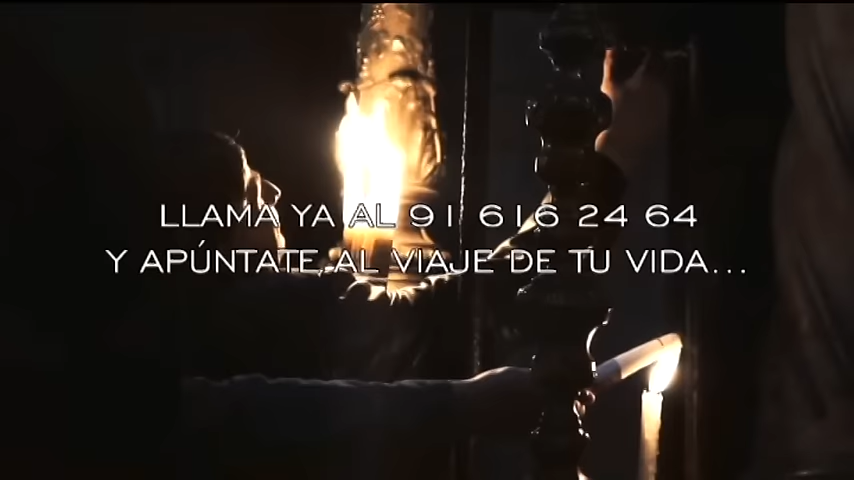 LLAMA YA AL 91 616 24 64
Y APÚNTATE AL VIAJE DE TU VIDA...